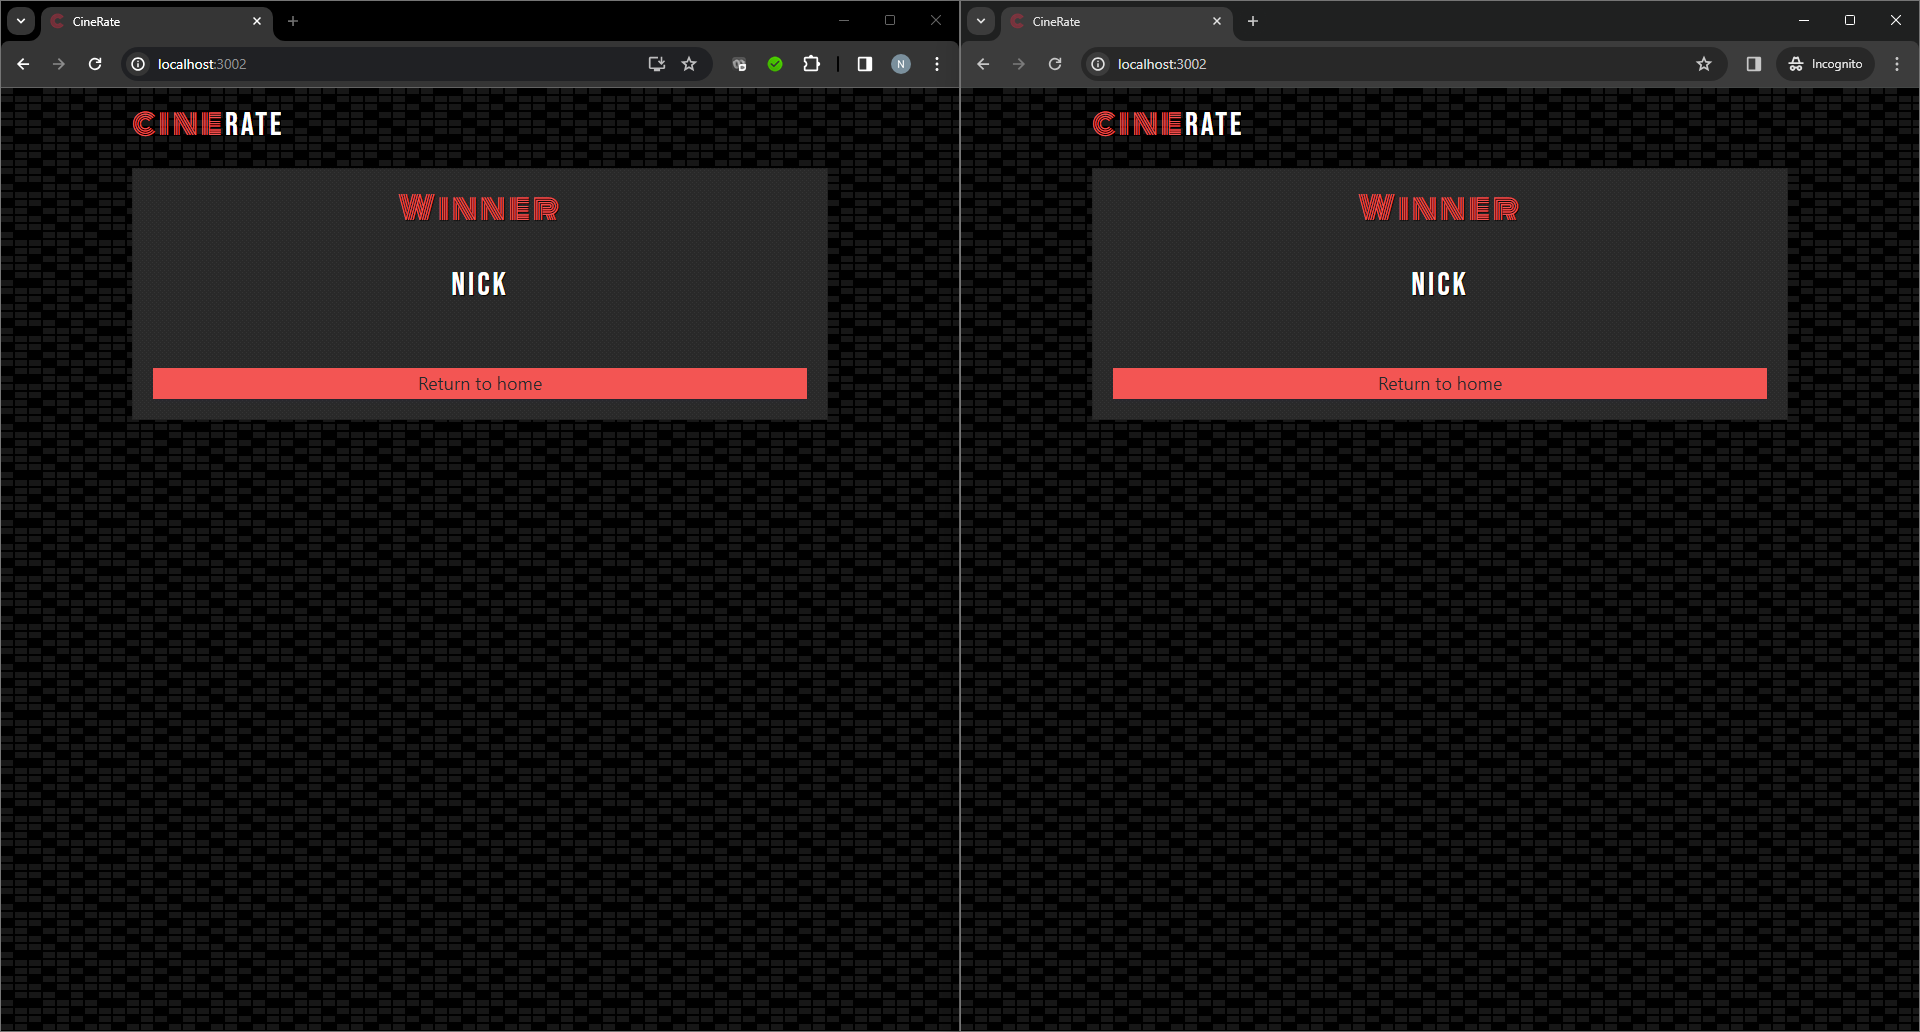 CineRate
localhost:3002
N
CINERATE
WINNER
NICK
Return to home
CineRate
localhost:3002
Incognito
CINERATE
WINNER
NICK
Return to home